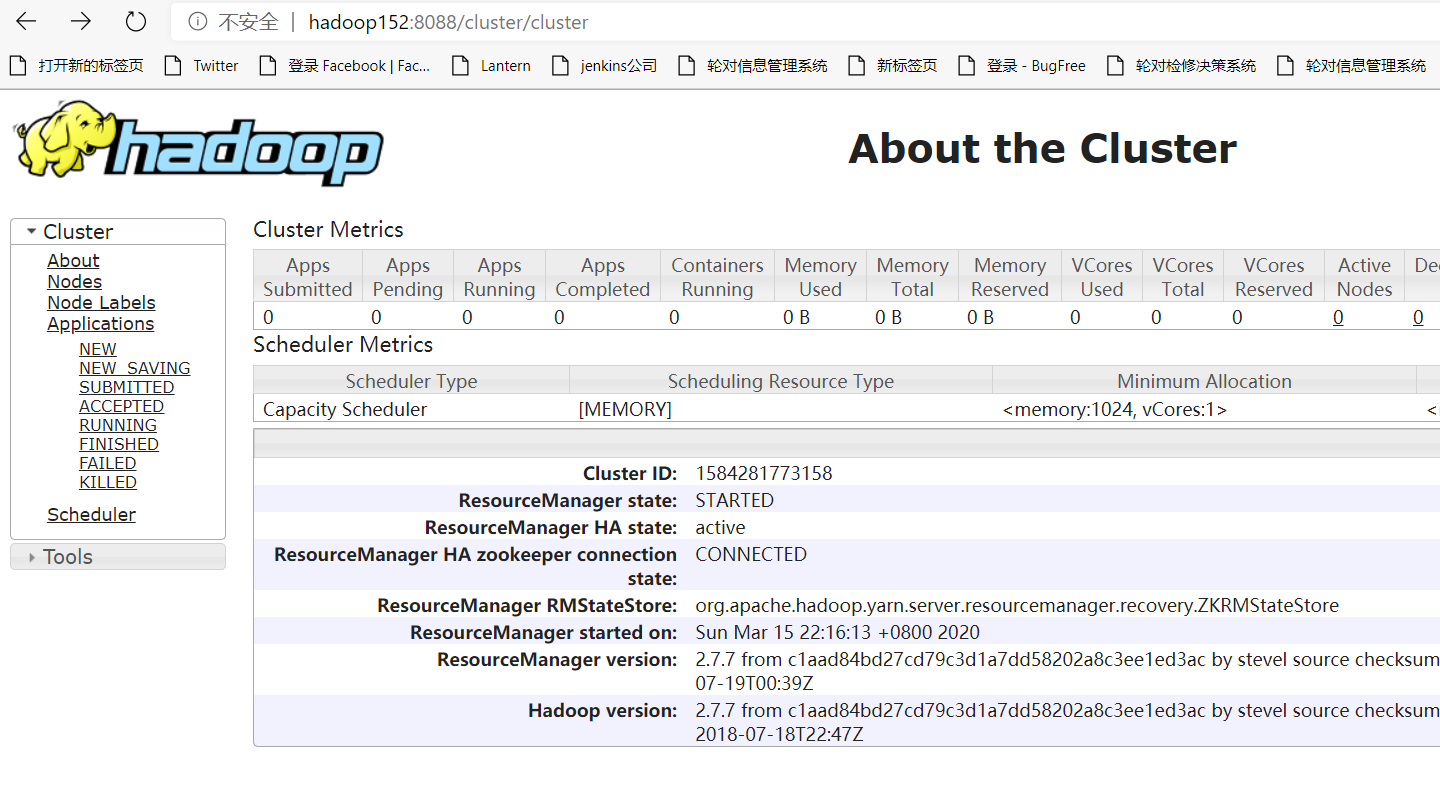 不安全 | hadoop152:8088/cluster/cluster
打开新的标签页 Twitter 登录 Facebook | Fac... Lantern jenkins公司 轮对信息管理系统 新标签页 登录 - BugFree 轮对检修决策系统 轮对信息管理系统
hadoop
About the Cluster
Cluster
About
Nodes
Node Labels
Applications
NEW
NEW_SAVING
SUBMITTED
ACCEPTED
RUNNING
FINISHED
FAILED
KILLED
Scheduler
Tools
Cluster Metrics
Apps Submitted Apps Pending Apps Running Apps Completed Containers Running Memory Used Memory Total Memory Reserved VCores Used VCores Total VCores Reserved Active Nodes De
0 0 0 0 0 0 B 0 B 0 B 0 0 0 0 0
Scheduler Metrics
Scheduler Type Scheduling Resource Type Minimum Allocation
Capacity Scheduler [MEMORY] <memory:1024, vCores:1> <
Cluster ID: 1584281773158
ResourceManager state: STARTED
ResourceManager HA state: active
ResourceManager HA zookeeper connection state: CONNECTED
ResourceManager RMStateStore: org.apache.hadoop.yarn.server.resourcemanager.recovery.ZKRMStateStore
ResourceManager started on: Sun Mar 15 22:16:13 +0800 2020
ResourceManager version: 2.7.7 from c1aad84bd27cd79c3d1a7dd58202a8c3ee1ed3ac by stevel source checksum
07-19T00:39Z
Hadoop version: 2.7.7 from c1aad84bd27cd79c3d1a7dd58202a8c3ee1ed3ac by stevel source checksum
2018-07-18T22:47Z